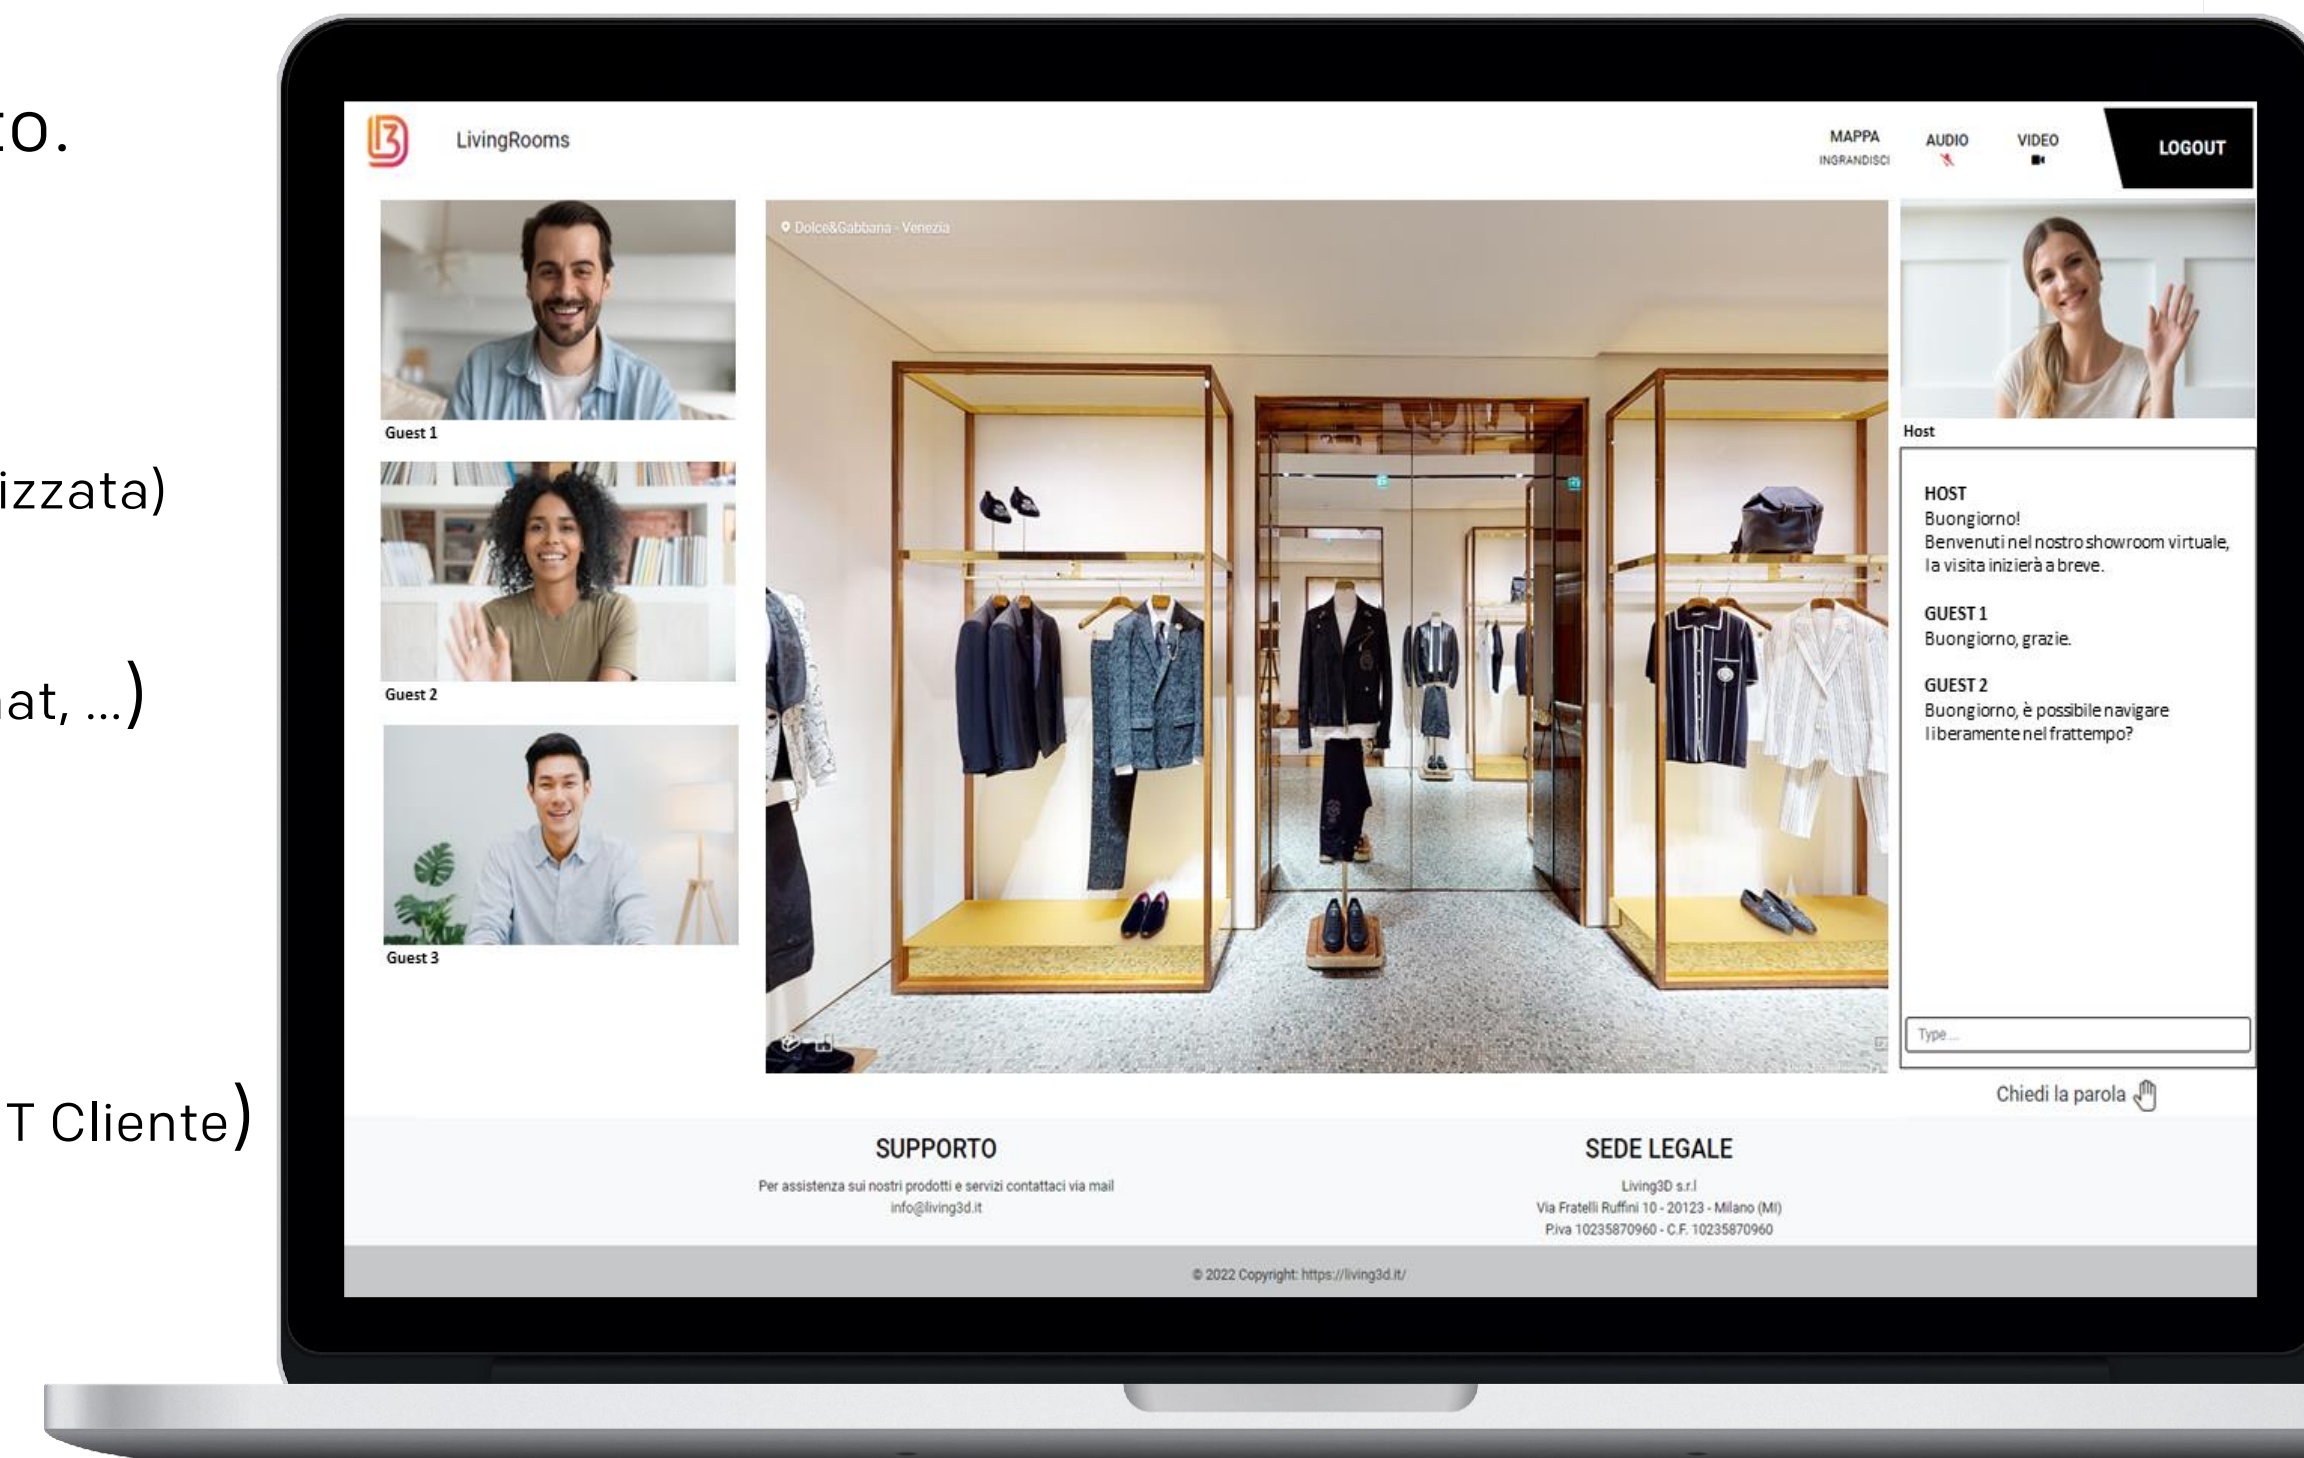 to.
izzata)
at, ...)
T Cliente)
LivingRooms
MAPPA
INGRANDISCI
AUDIO
VIDEO
LOGOUT
Guest 1
Guest 2
Guest 3
Dolce&Gabbana - Venezia
Host
HOST
Buongiorno!
Benvenuti nel nostro showroom virtuale,
la visita inizierà a breve.
GUEST 1
Buongiorno, grazie.
GUEST 2
Buongiorno, è possibile navigare
liberamente nel frattempo?
Type ...
Chiedi la parola
SUPPORTO
Per assistenza sui nostri prodotti e servizi contattaci via mail
info@living3d.it
SEDE LEGALE
Living3D s.r.l
Via Fratelli Ruffini 10 - 20123 - Milano (MI)
P.iva 10235870960 - C.F. 10235870960
© 2022 Copyright: https://living3d.it/